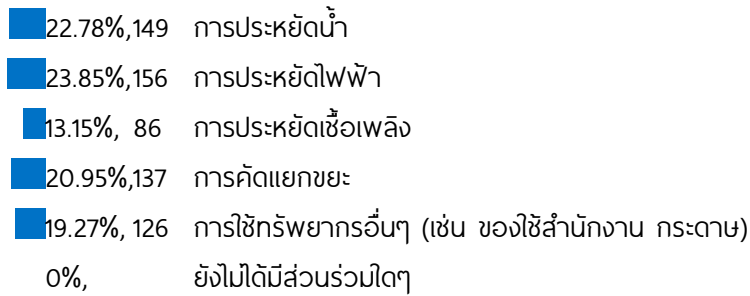 22.78%,149 การประหยัดน้ำ
23.85%,156 การประหยัดไฟฟ้า
13.15%, 86 การประหยัดเชื้อเพลิง
20.95%,137 การคัดแยกขยะ
19.27%, 126 การใช้ทรัพยากรอื่นๆ (เช่น ของใช้สำนักงาน กระดาษ)
0%, ยังไม่ได้มีส่วนร่วมใดๆ